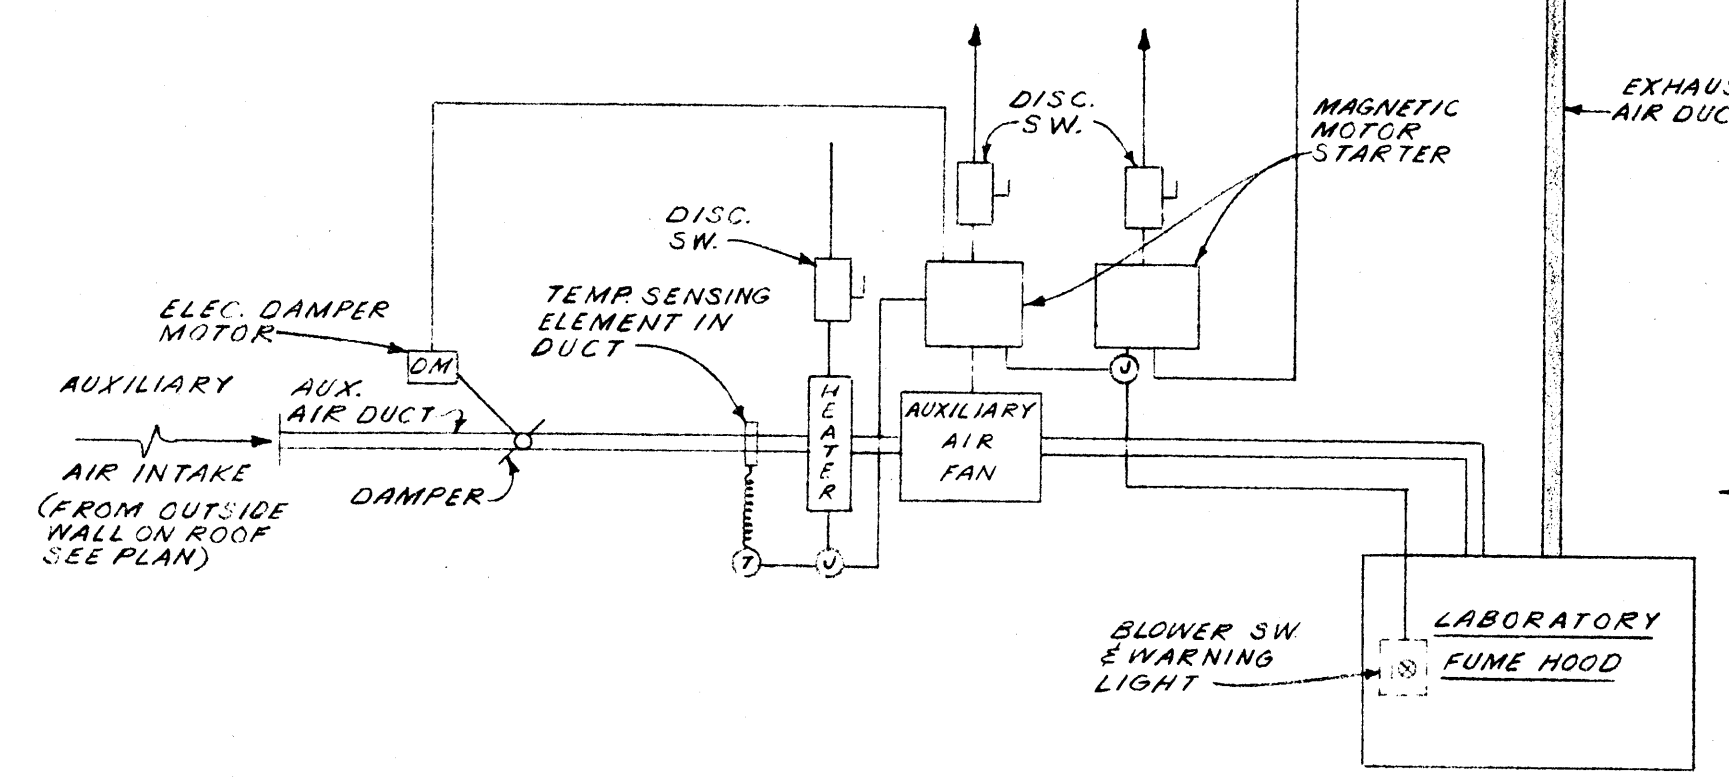 DISC.
SW.
MAGNETIC
MOTOR
STARTER
AIR
DISC.
SW.
ELEC. DAMPER
MOTOR
TEMP. SENSING
ELEMENT IN
DUCT
DM
AUXILIARY
AUX.
AIR DUCT
AIR INTAKE
(FROM OUTSIDE
WALL ON ROOF
SEE PLAN)
DAMPER
HEATER
AUXILIARY
AIR
FAN
J
T
J
BLOWER SW.
& WARNING
LIGHT
LABORATORY
FUME HOOD